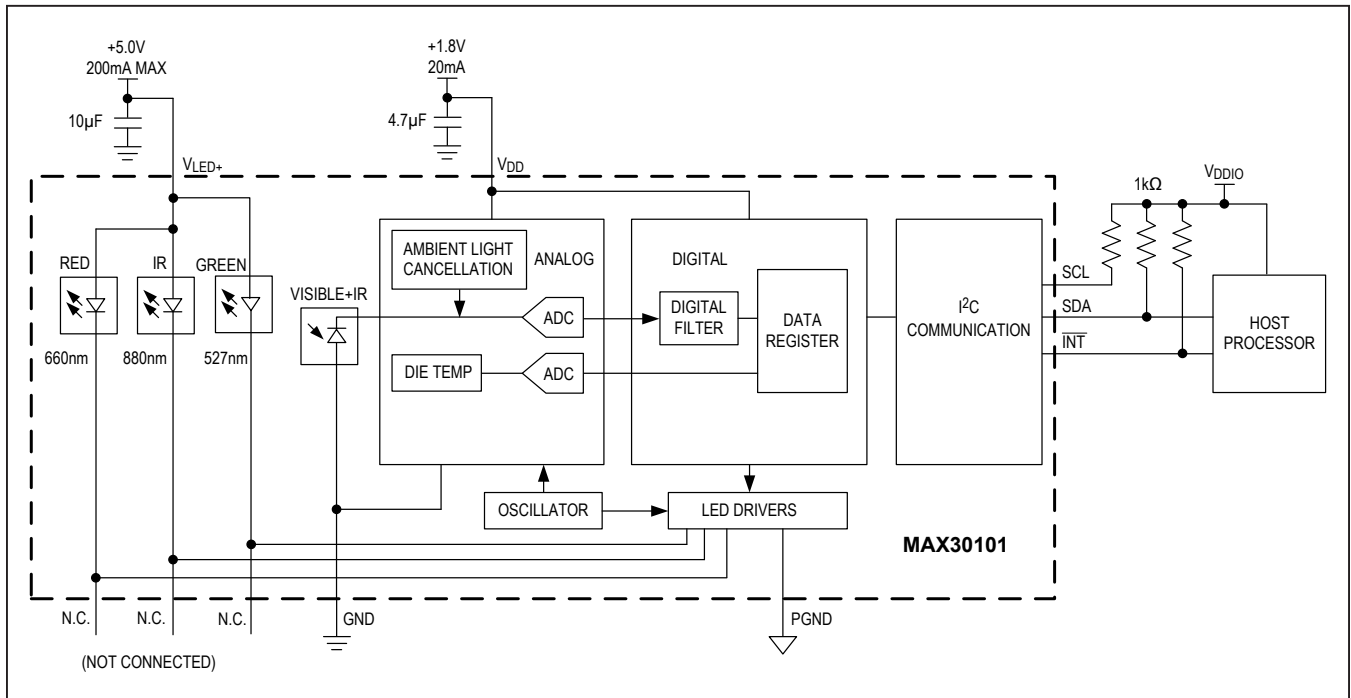 +5.0V
200mA MAX
+1.8V
20mA
10µF
4.7µF
VLED+
VDD
1kΩ
VDDIO
RED
IR
GREEN
660nm
880nm
527nm
VISIBLE+IR
AMBIENT LIGHT
CANCELLATION
ANALOG
ADC
DIE TEMP
ADC
DIGITAL
DIGITAL
FILTER
DATA
REGISTER
I2C
COMMUNICATION
SCL
SDA
INT
HOST
PROCESSOR
OSCILLATOR
LED DRIVERS
MAX30101
N.C.
N.C.
N.C.
GND
PGND
(NOT CONNECTED)